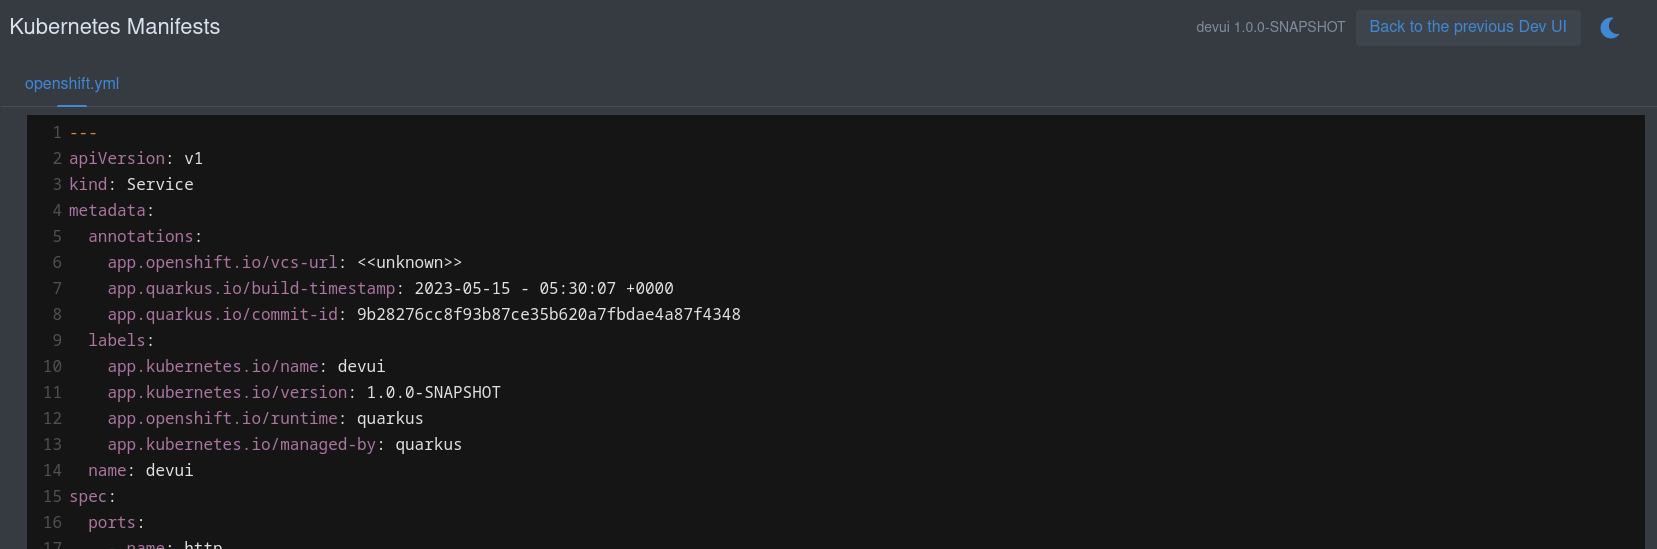 Kubernetes Manifests
devui 1.0.0-SNAPSHOT Back to the previous Dev UI
openshift.yml
1 ---
2 apiVersion: v1
3 kind: Service
4 metadata:
5   annotations:
6     app.openshift.io/vcs-url: <<unknown>>
7     app.quarkus.io/build-timestamp: 2023-05-15 - 05:30:07 +0000
8     app.quarkus.io/commit-id: 9b28276cc8f93b87ce35b620a7fbdae4a87f4348
9   labels:
10     app.kubernetes.io/name: devui
11     app.kubernetes.io/version: 1.0.0-SNAPSHOT
12     app.openshift.io/runtime: quarkus
13     app.kubernetes.io/managed-by: quarkus
14   name: devui
15 spec:
16   ports:
17     - name: http